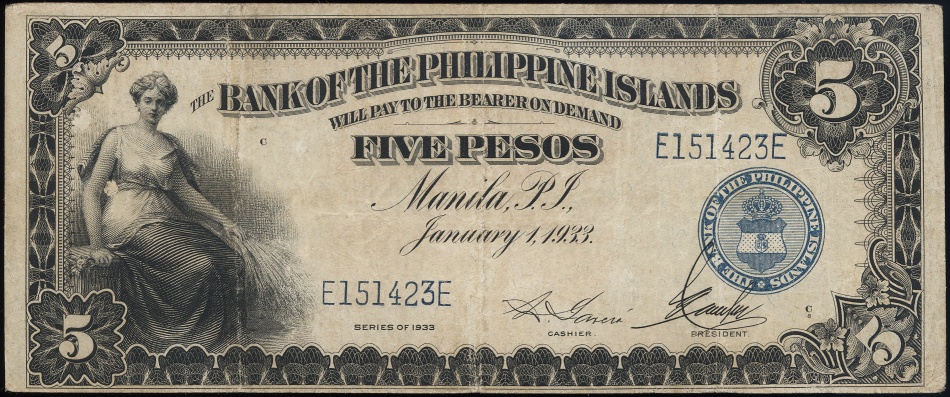 5
5
THE BANK OF THE PHILIPPINE ISLANDS
WILL PAY TO THE BEARER ON DEMAND
C
FIVE PESOS
E151423E
Manila, P.I.,
January 1, 1933.
THE BANK OF THE PHILIPPINE ISLANDS
E151423E
SERIES OF 1933
CASHIER.
PRESIDENT
C
5
5